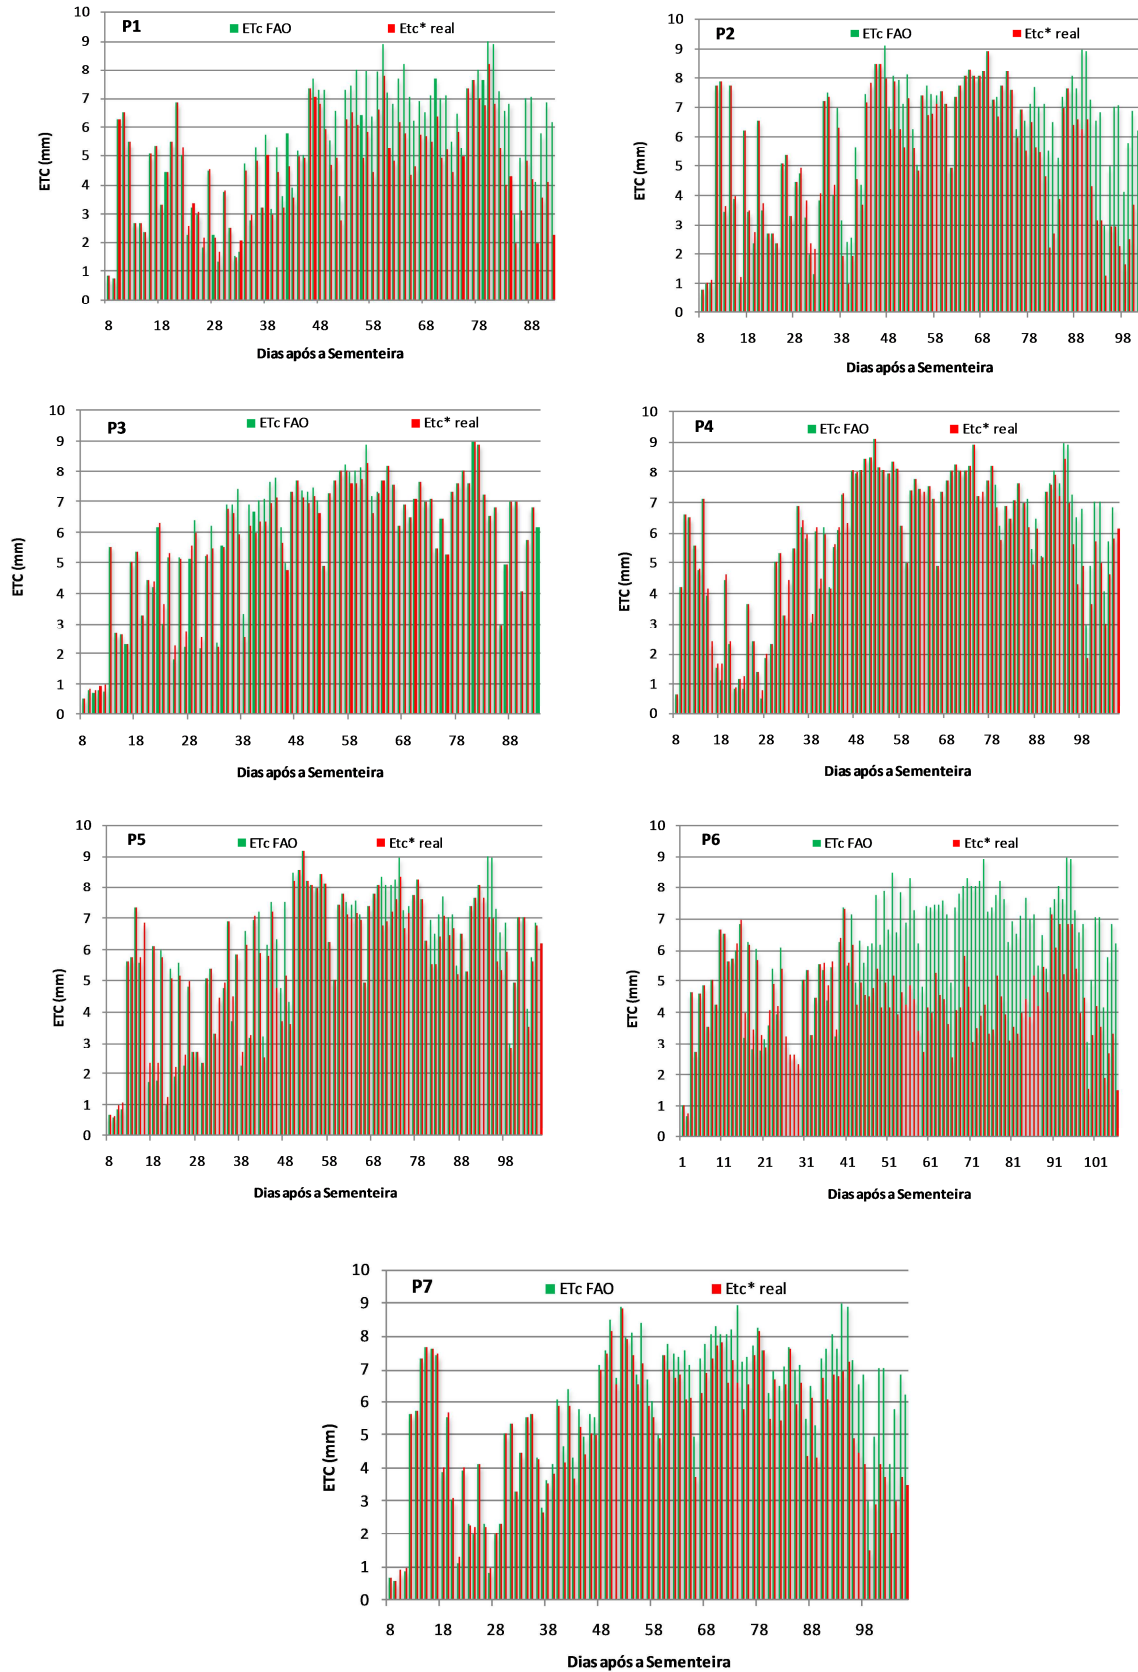 P1
ETc FAO
Etc* real
ETC (mm)
10
9
8
7
6
5
4
3
2
1
0
8 18 28 38 48 58 68 78 88
Dias após a Sementeira
P2
ETc FAO
Etc* real
ETC (mm)
10
9
8
7
6
5
4
3
2
1
0
8 18 28 38 48 58 68 78 88 98
Dias após a Sementeira
P3
ETc FAO
Etc* real
ETC (mm)
10
9
8
7
6
5
4
3
2
1
0
8 18 28 38 48 58 68 78 88
Dias após a Sementeira
P4
ETc FAO
Etc* real
ETC (mm)
10
9
8
7
6
5
4
3
2
1
0
8 18 28 38 48 58 68 78 88 98
Dias após a Sementeira
P5
ETc FAO
Etc* real
ETC (mm)
10
9
8
7
6
5
4
3
2
1
0
8 18 28 38 48 58 68 78 88 98
Dias após a Sementeira
P6
ETc FAO
Etc* real
ETC (mm)
10
9
8
7
6
5
4
3
2
1
0
1 11 21 31 41 51 61 71 81 91 101
Dias após a Sementeira
P7
ETc FAO
Etc* real
ETC (mm)
10
9
8
7
6
5
4
3
2
1
0
8 18 28 38 48 58 68 78 88 98
Dias após a Sementeira